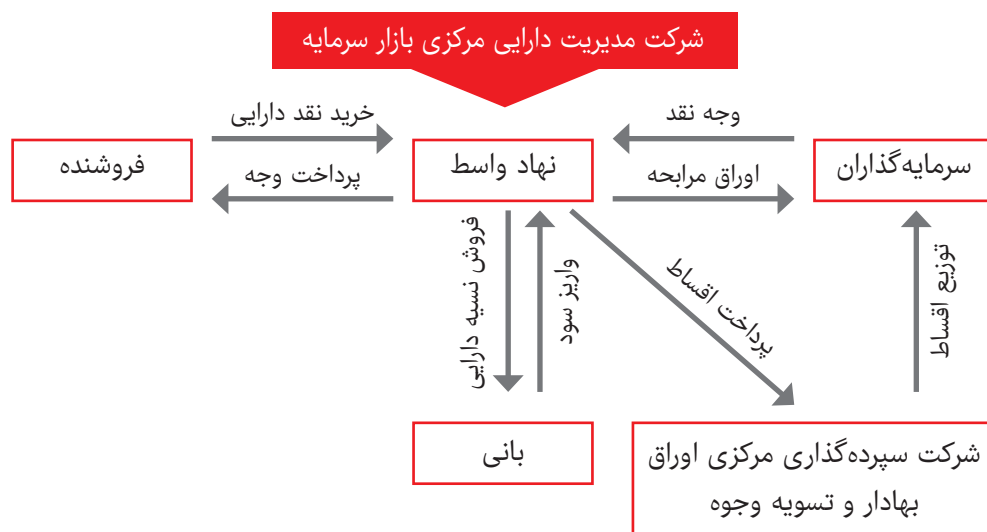 شرکت مدیریت دارایی مرکزی بازار سرمایه
وجه نقد
خرید نقد دارایی
سرمایه‌گذاران
نهاد واسط
فروشنده
اوراق مرابحه
پرداخت وجه
توزیع اقساط
پرداخت اقساط
واریز سود
فروش نسیه دارایی
شرکت سپرده‌گذاری مرکزی اوراق
بهادار و تسویه وجوه
بانی